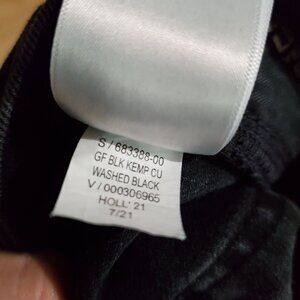 S / 683388-00
GF BLK KEMP CU
WASHED BLACK
V / 000306965
HOLL' 21
7/21